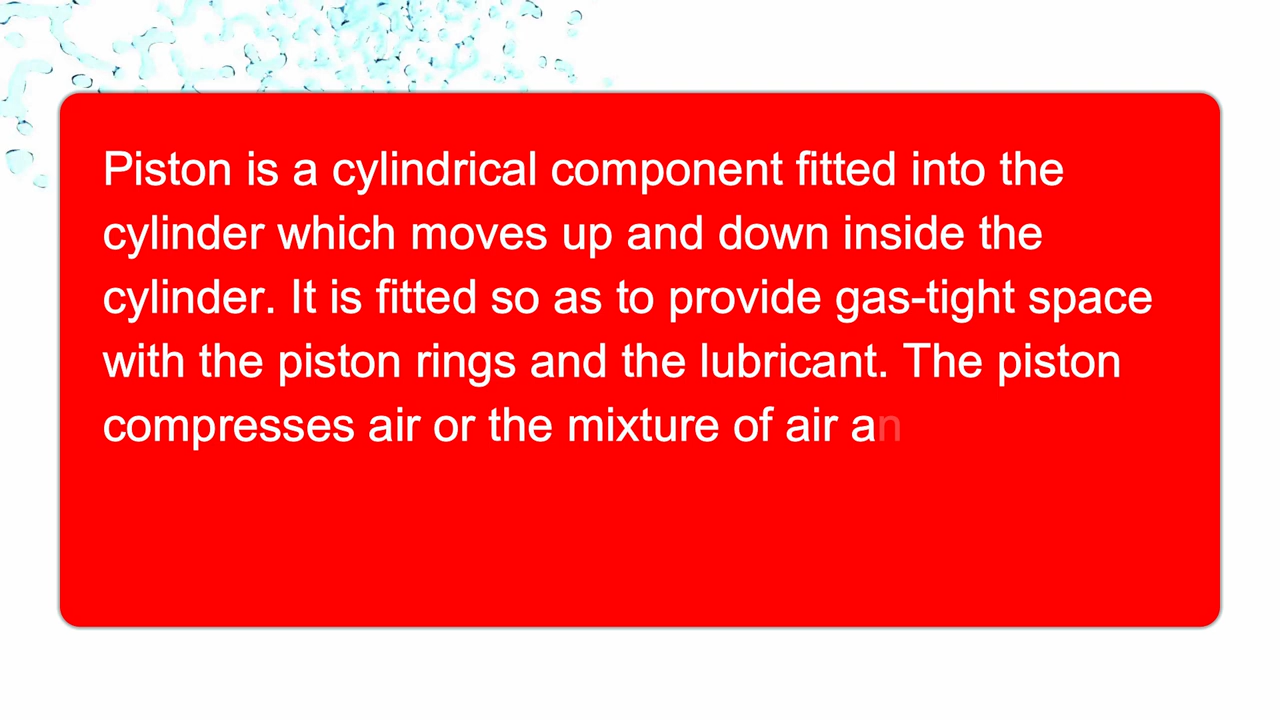 Piston is a cylindrical component fitted into the
cylinder which moves up and down inside the
cylinder. It is fitted so as to provide gas-tight space
with the piston rings and the lubricant. The piston
compresses air or the mixture of air an